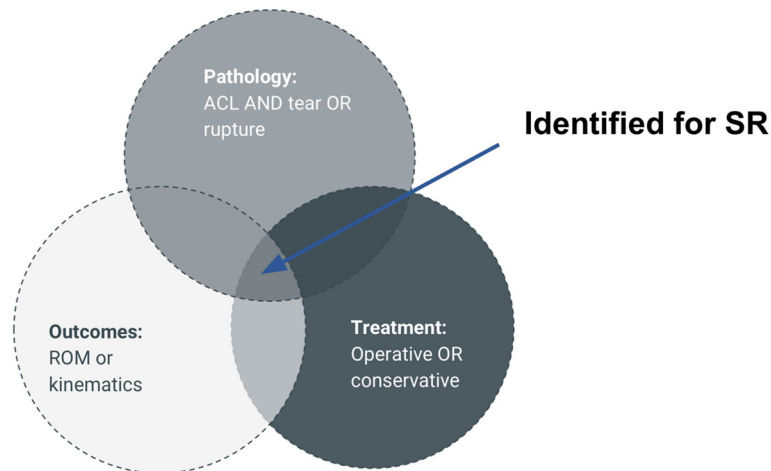 Pathology:
ACL AND tear OR
rupture
Identified for SR
Outcomes:
ROM or
kinematics
Treatment:
Operative OR
conservative